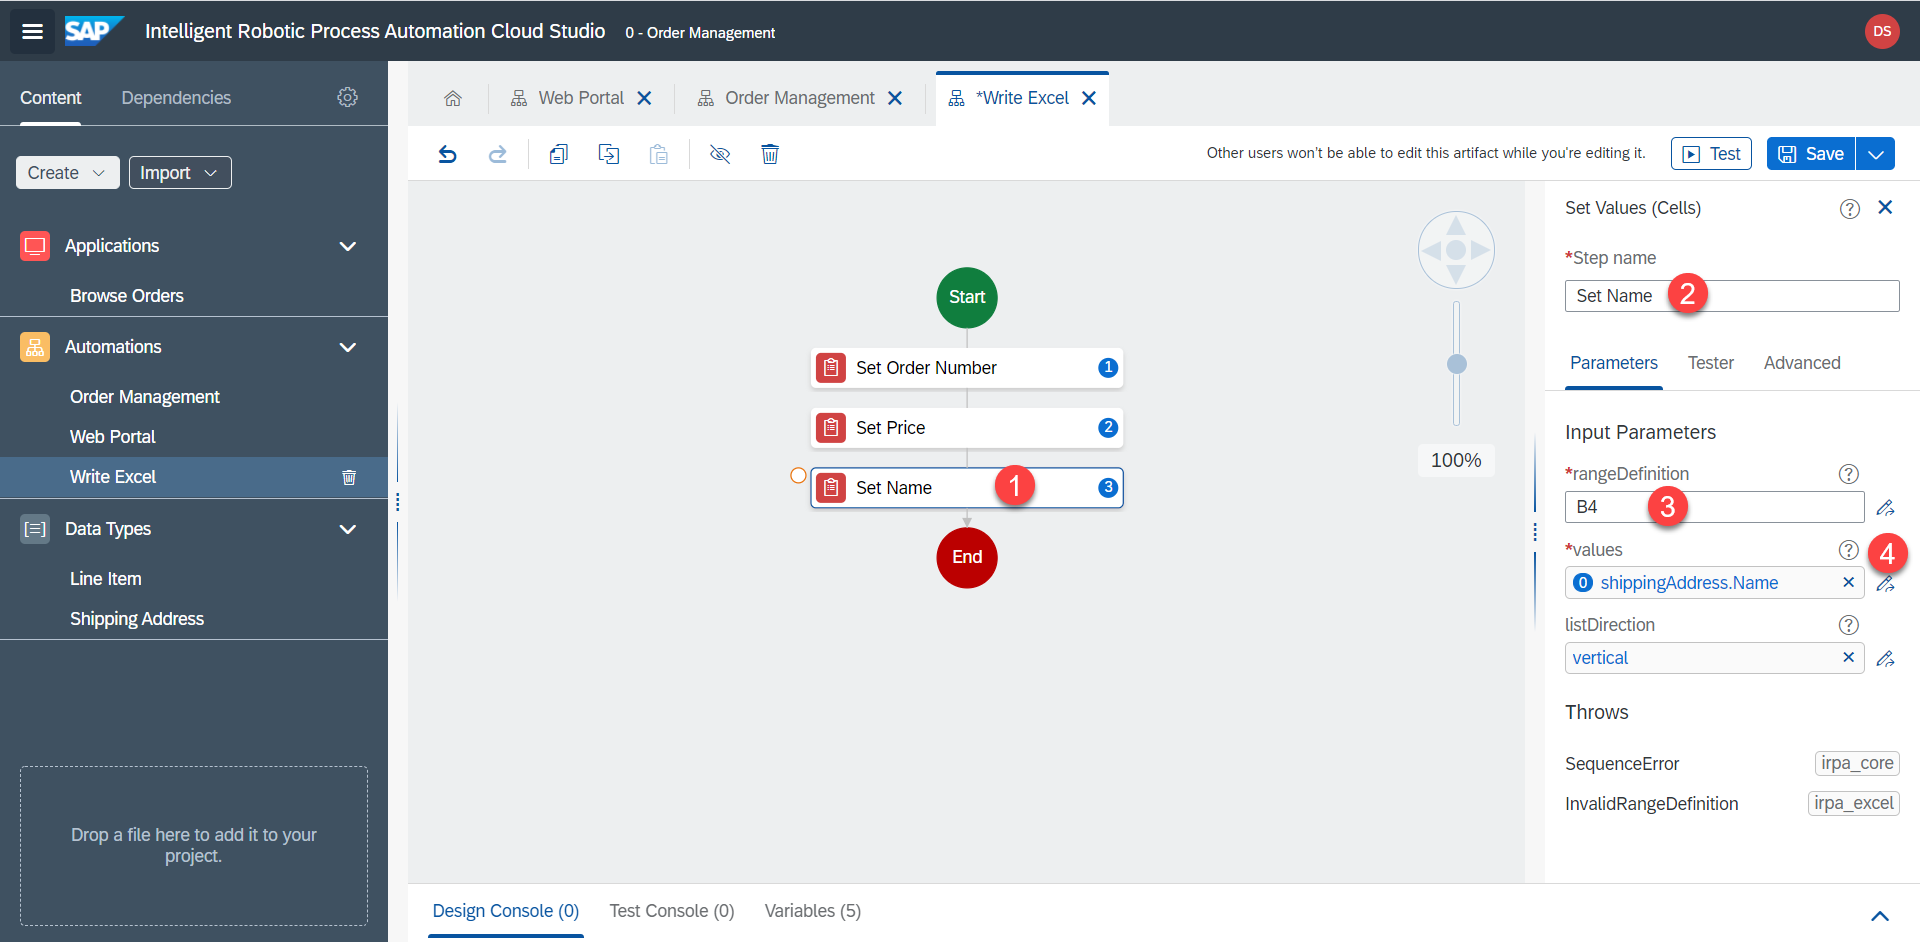 SAP Intelligent Robotic Process Automation Cloud Studio 0 - Order Management DS
Content Dependencies
Create Import
Applications
Browse Orders
Automations
Order Management
Web Portal
Write Excel
Data Types
Line Item
Shipping Address
Drop a file here to add it to your
project.
Web Portal Order Management *Write Excel
Other users won't be able to edit this artifact while you're editing it. Test Save
Start
Set Order Number 1
Set Price 2
Set Name 1 3
End
100%
Set Values (Cells) ?
*Step name
Set Name 2
Parameters Tester Advanced
Input Parameters
*rangeDefinition ?
B4 3
*values ? 4
0 shippingAddress.Name
listDirection ?
vertical
Throws
SequenceError irpa_core
InvalidRangeDefinition irpa_excel
Design Console (0) Test Console (0) Variables (5)